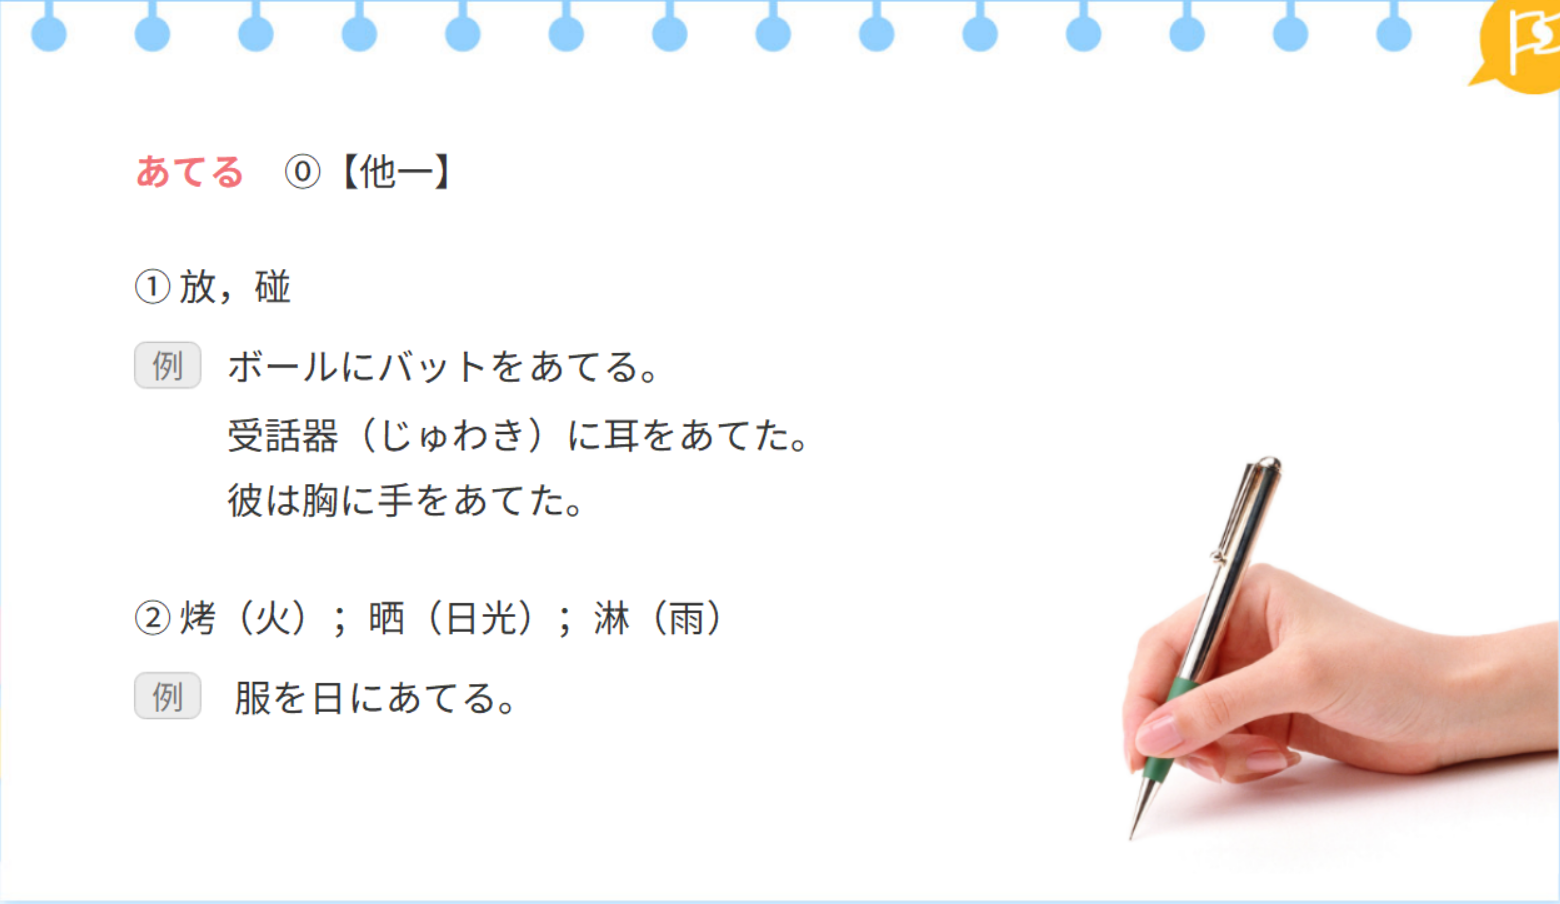 あてる ⓪【他一】
①放，碰
例 ボールにバットをあてる。
受話器（じゅわき）に耳をあてた。
彼は胸に手をあてた。
②烤（火）；晒（日光）；淋（雨）
例 服を日にあてる。